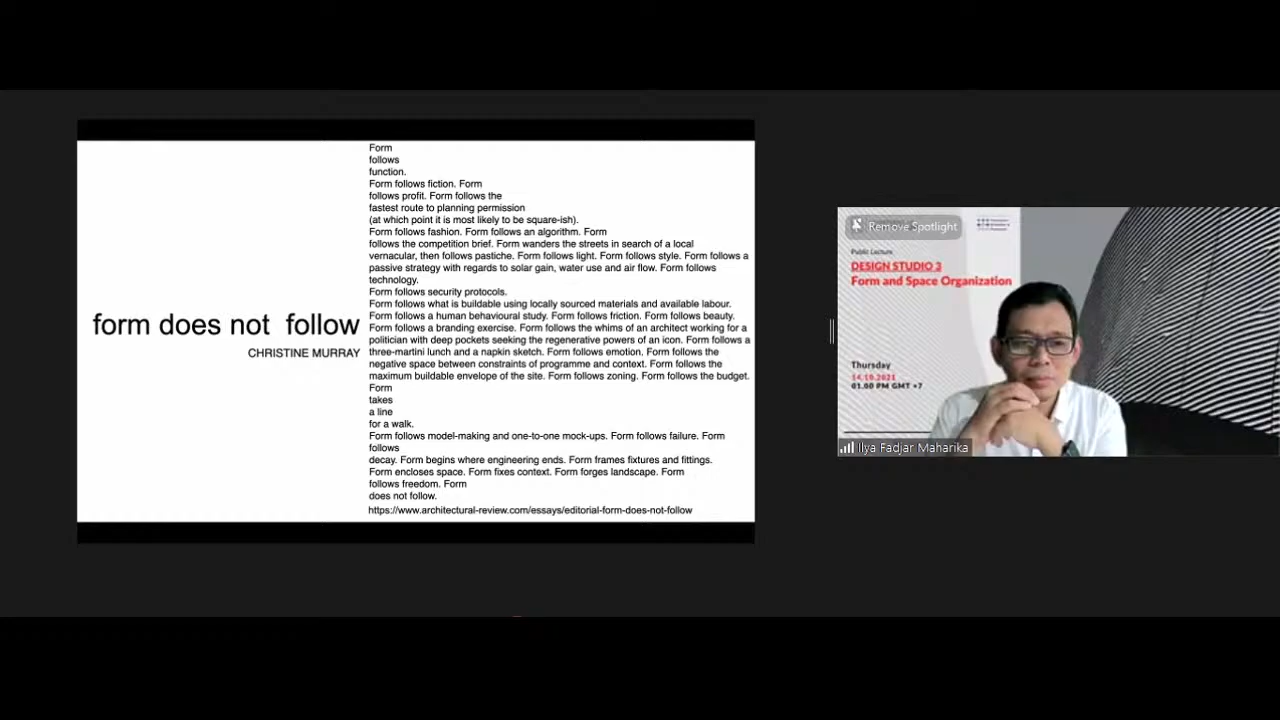 form does not follow
CHRISTINE MURRAY
Form
follows
function.
Form follows fiction. Form
follows profit. Form follows the
fastest route to planning permission
(at which point it is most likely to be square-ish).
Form follows fashion. Form follows an algorithm. Form
follows the competition brief. Form wanders the streets in search of a local
vernacular, then follows pastiche. Form follows light. Form follows style. Form follows a
passive strategy with regards to solar gain, water use and air flow. Form follows
technology.
Form follows security protocols.
Form follows what is buildable using locally sourced materials and available labour.
Form follows a human behavioural study. Form follows friction. Form follows beauty.
Form follows a branding exercise. Form follows the whims of an architect working for a
politician with deep pockets seeking the regenerative powers of an icon. Form follows a
three-martini lunch and a napkin sketch. Form follows emotion. Form follows the
negative space between constraints of programme and context. Form follows the
maximum buildable envelope of the site. Form follows zoning. Form follows the budget.
Form
takes
a line
for a walk.
Form follows model-making and one-to-one mock-ups. Form follows failure. Form
follows
decay. Form begins where engineering ends. Form frames fixtures and fittings.
Form encloses space. Form fixes context. Form forges landscape. Form
follows freedom. Form
does not follow.
https://www.architectural-review.com/essays/editorial-form-does-not-follow
Remove Spotlight
Public Lecture
DESIGN STUDIO 3
Form and Space Organization
Thursday
14.10.2021
01.00 PM GMT +7
Ilya Fadjar Maharika